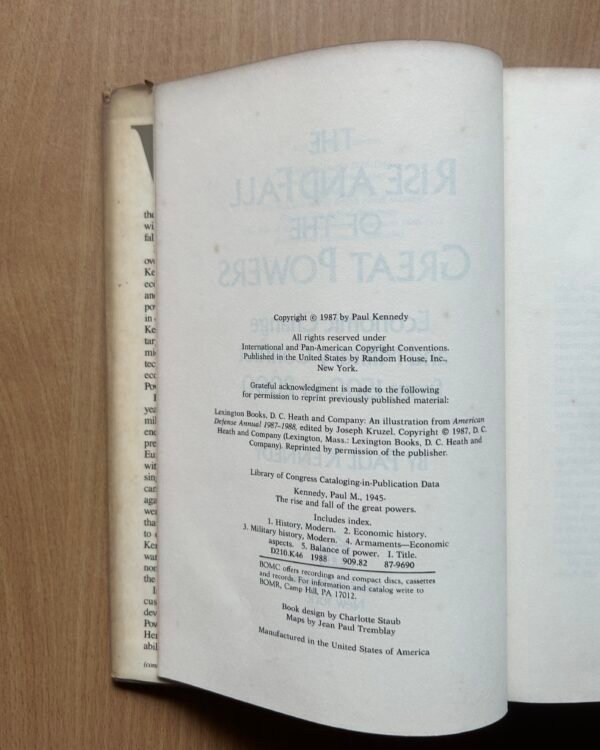 Copyright © 1987 by Paul Kennedy
All rights reserved under
International and Pan-American Copyright Conventions.
Published in the United States by Random House, Inc.,
New York.
Grateful acknowledgment is made to the following
for permission to reprint previously published material:
Lexington Books, D. C. Heath and Company: An illustration from American
Defense Annual 1987-1988, edited by Joseph Kruzel. Copyright © 1987, D. C.
Heath and Company (Lexington, Mass.: Lexington Books, D. C. Heath and
Company). Reprinted by permission of the publisher.
Library of Congress Cataloging-in-Publication Data
Kennedy, Paul M., 1945-
The rise and fall of the great powers.
Includes index.
1. History, Modern. 2. Economic history.
3. Military history, Modern. 4. Armaments—Economic
aspects. 5. Balance of power. I. Title.
D210.K46 1988 909.82 87-9690
BOMC offers recordings and compact discs, cassettes
and records. For information and catalog write to
BOMR, Camp Hill, PA 17012.
Book design by Charlotte Staub
Maps by Jean Paul Tremblay
Manufactured in the United States of America